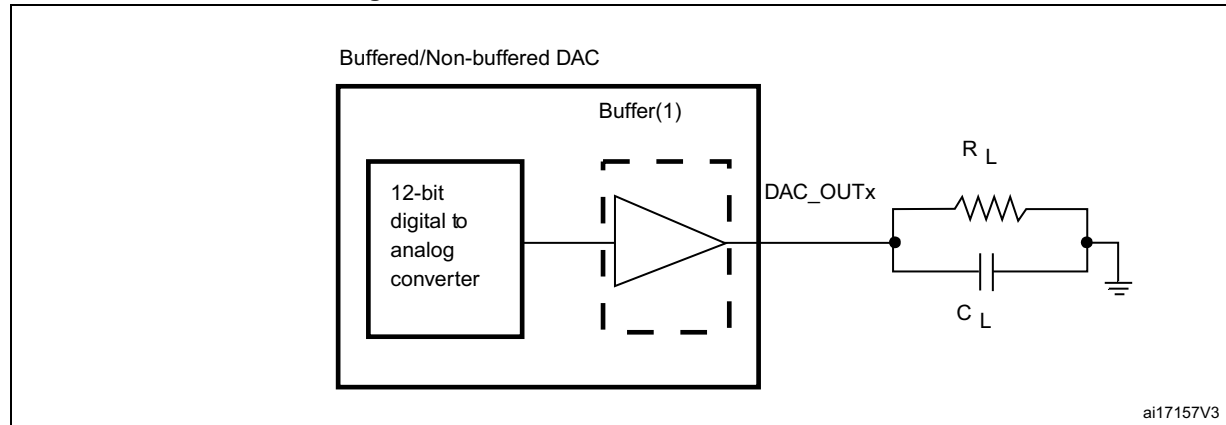 Buffered/Non-buffered DAC
Buffer(1)
12-bit
digital to
analog
converter
DAC_OUTx
R L
C L
ai17157V3